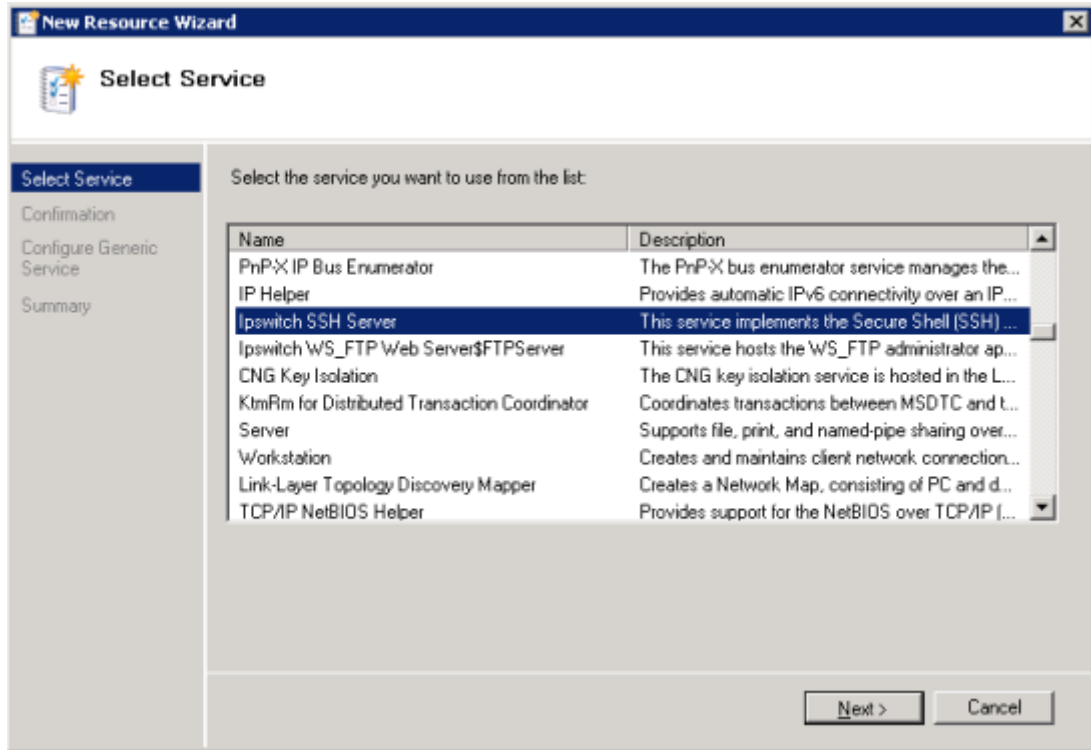 New Resource Wizard
Select Service
Select Service
Confirmation
Configure Generic
Service
Summary
Select the service you want to use from the list:
Name Description
PnP-X IP Bus Enumerator The PnP-X bus enumerator service manages the...
IP Helper Provides automatic IPv6 connectivity over an IP...
Ipswitch SSH Server This service implements the Secure Shell (SSH) ...
Ipswitch WS_FTP Web Server$FTPServer This service hosts the WS_FTP administrator ap...
CNG Key Isolation The CNG key isolation service is hosted in the L...
KtmRm for Distributed Transaction Coordinator Coordinates transactions between MSDTC and t...
Server Supports file, print, and named-pipe sharing over...
Workstation Creates and maintains client network connection...
Link-Layer Topology Discovery Mapper Creates a Network Map, consisting of PC and d...
TCP/IP NetBIOS Helper Provides support for the NetBIOS over TCP/IP (...
Next > Cancel